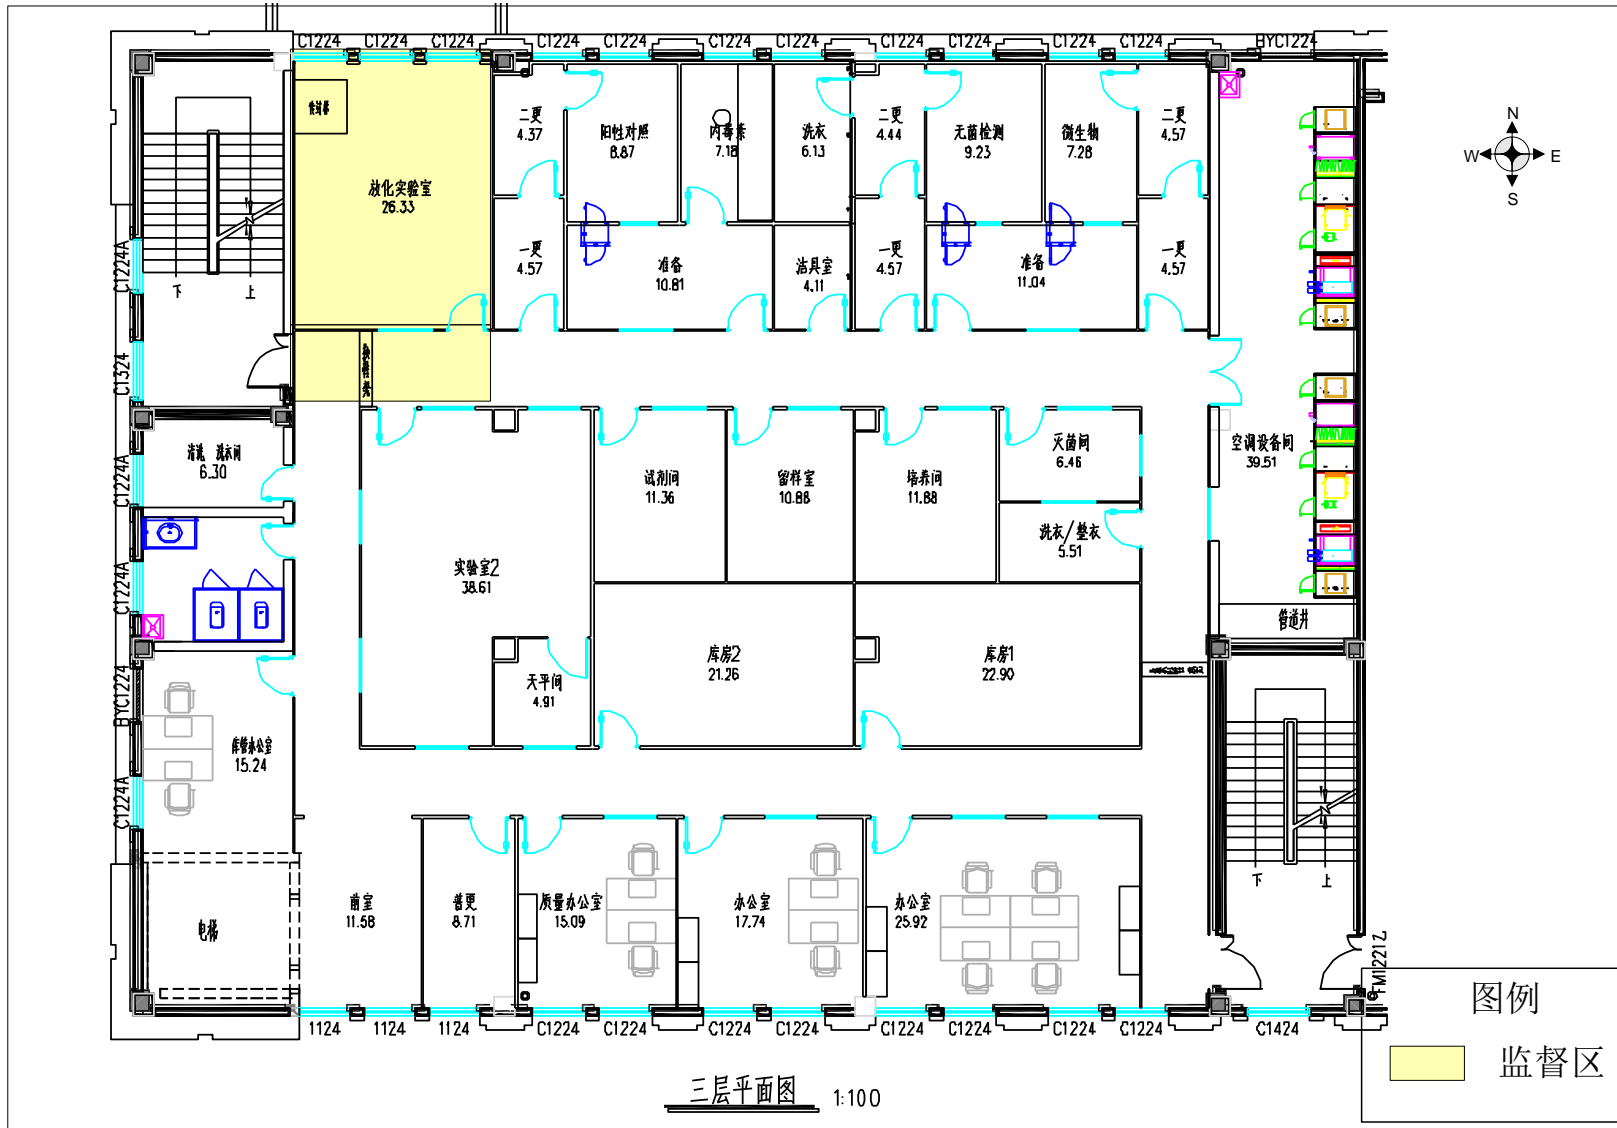 C1224 C1224 C1224 C1224 C1224 C1224 C1224 C1224 C1224 C1224 C1224 BYC1224
传递器
放化实验室
26.33
二更
4.37
阳性对照
8.87
内毒素
7.18
洗衣
6.13
二更
4.44
无菌检测
9.23
微生物
7.28
二更
4.57
N
W E
S
一更
4.57
准备
10.81
洁具室
4.11
一更
4.57
准备
11.04
一更
4.57
下 上
C1224A
C1324
清洗 洗衣间
6.30
C1224A
C1224A
实验室2
38.61
试剂间
11.36
留样室
10.88
培养间
11.88
灭菌间
6.46
洗衣/整衣
5.51
空调设备间
39.51
管道井
天平间
4.91
库房2
21.26
库房1
22.90
BYC1224
库管办公室
15.24
C1224A
电梯
前室
11.58
普更
8.71
质量办公室
15.09
办公室
17.74
办公室
25.92
下 上
FM1221Z
1124 1124 1124 C1224 C1224 C1224 C1224 C1224 C1224 C1224 C1224 C1424
三层平面图 1:100
图例
监督区